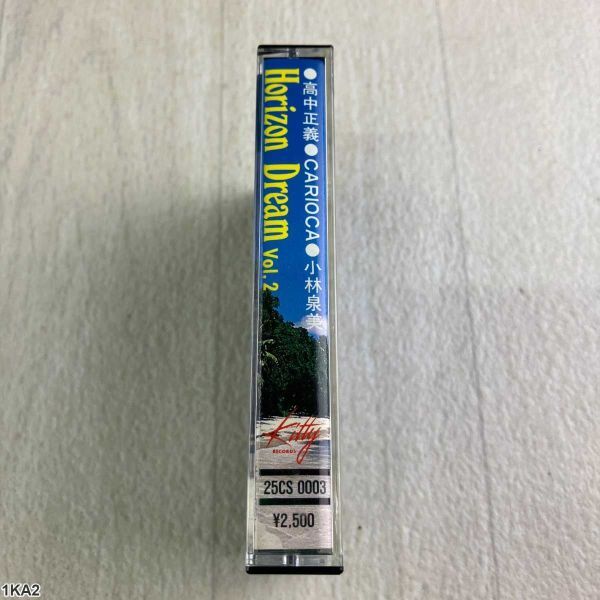 ●高中正義●CARIOCA●小林泉美
Horizon Dream Vol. 2
Kitty
RECORDS
25CS 0003
¥2,500
1KA2